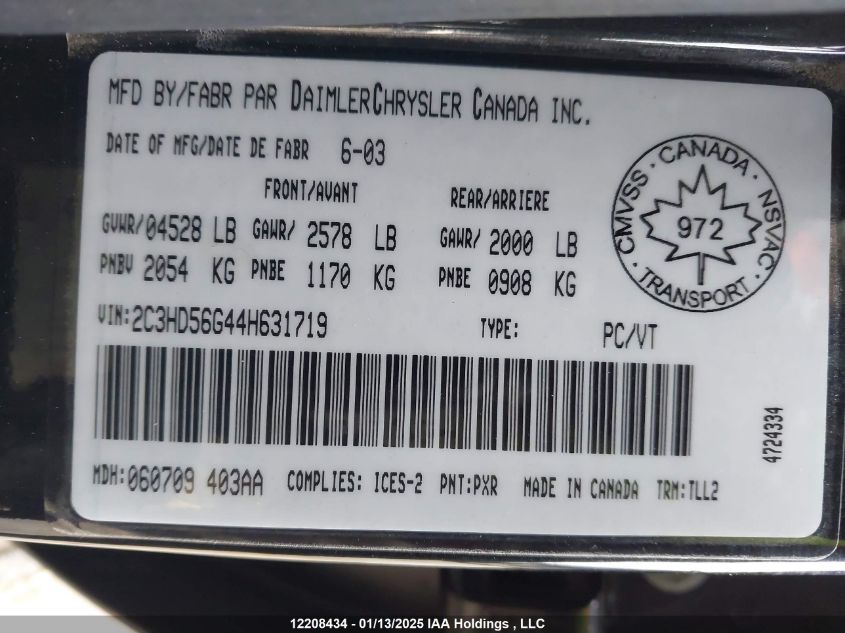 MFD BY/FABR PAR DAIMLERCHRYSLER CANADA INC.
DATE OF MFG/DATE DE FABR 6-03
FRONT/AVANT REAR/ARRIERE
GVWR/04528 LB GAWR/ 2578 LB GAWR/ 2000 LB
PNBV 2054 KG PNBE 1170 KG PNBE 0908 KG
VIN:2C3HD56G44H631719 TYPE: PC/VT
CMVSS · CANADA · NSVAC · TRANSPORT ·
972
4724334
MDH:060709 403AA COMPLIES: ICES-2 PNT:PXR MADE IN CANADA TRM:TLL2
12208434 - 01/13/2025 IAA Holdings , LLC